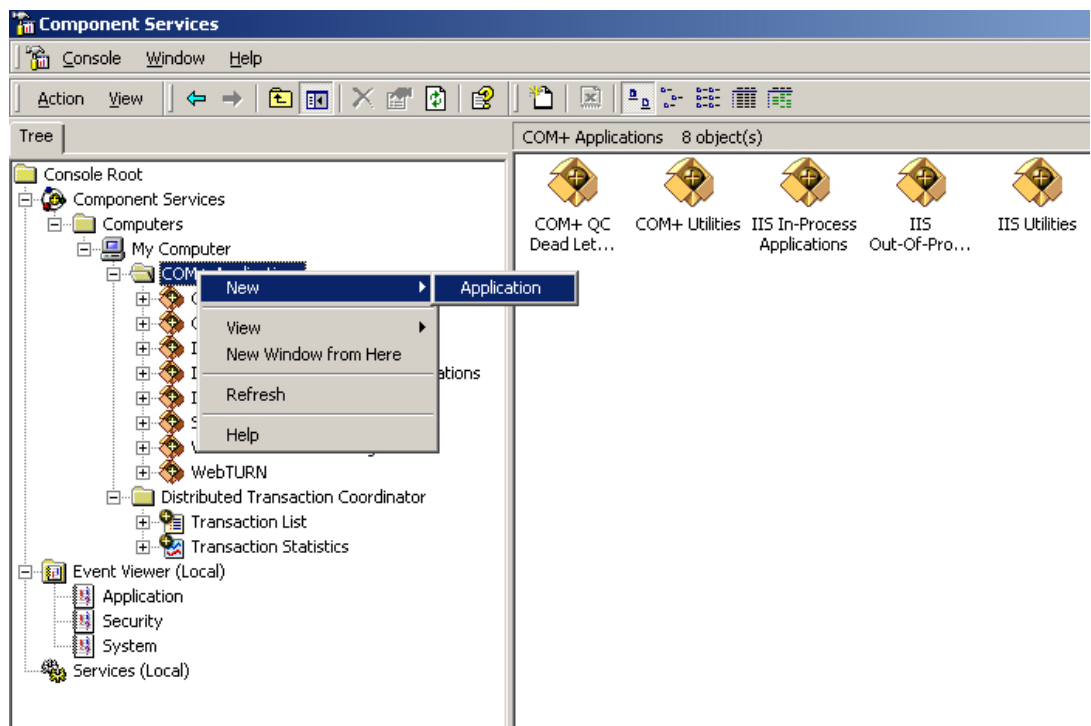 Component Services
Console Window Help
Action View
Tree
COM+ Applications 8 object(s)
Console Root
Component Services
Computers
My Computer
New
Application
View
New Window from Here
Refresh
Help
ations
WebTURN
Distributed Transaction Coordinator
Transaction List
Transaction Statistics
Event Viewer (Local)
Application
Security
System
Services (Local)
COM+ QC
Dead Let...
COM+ Utilities
IIS In-Process
Applications
IIS
Out-Of-Pro...
IIS Utilities